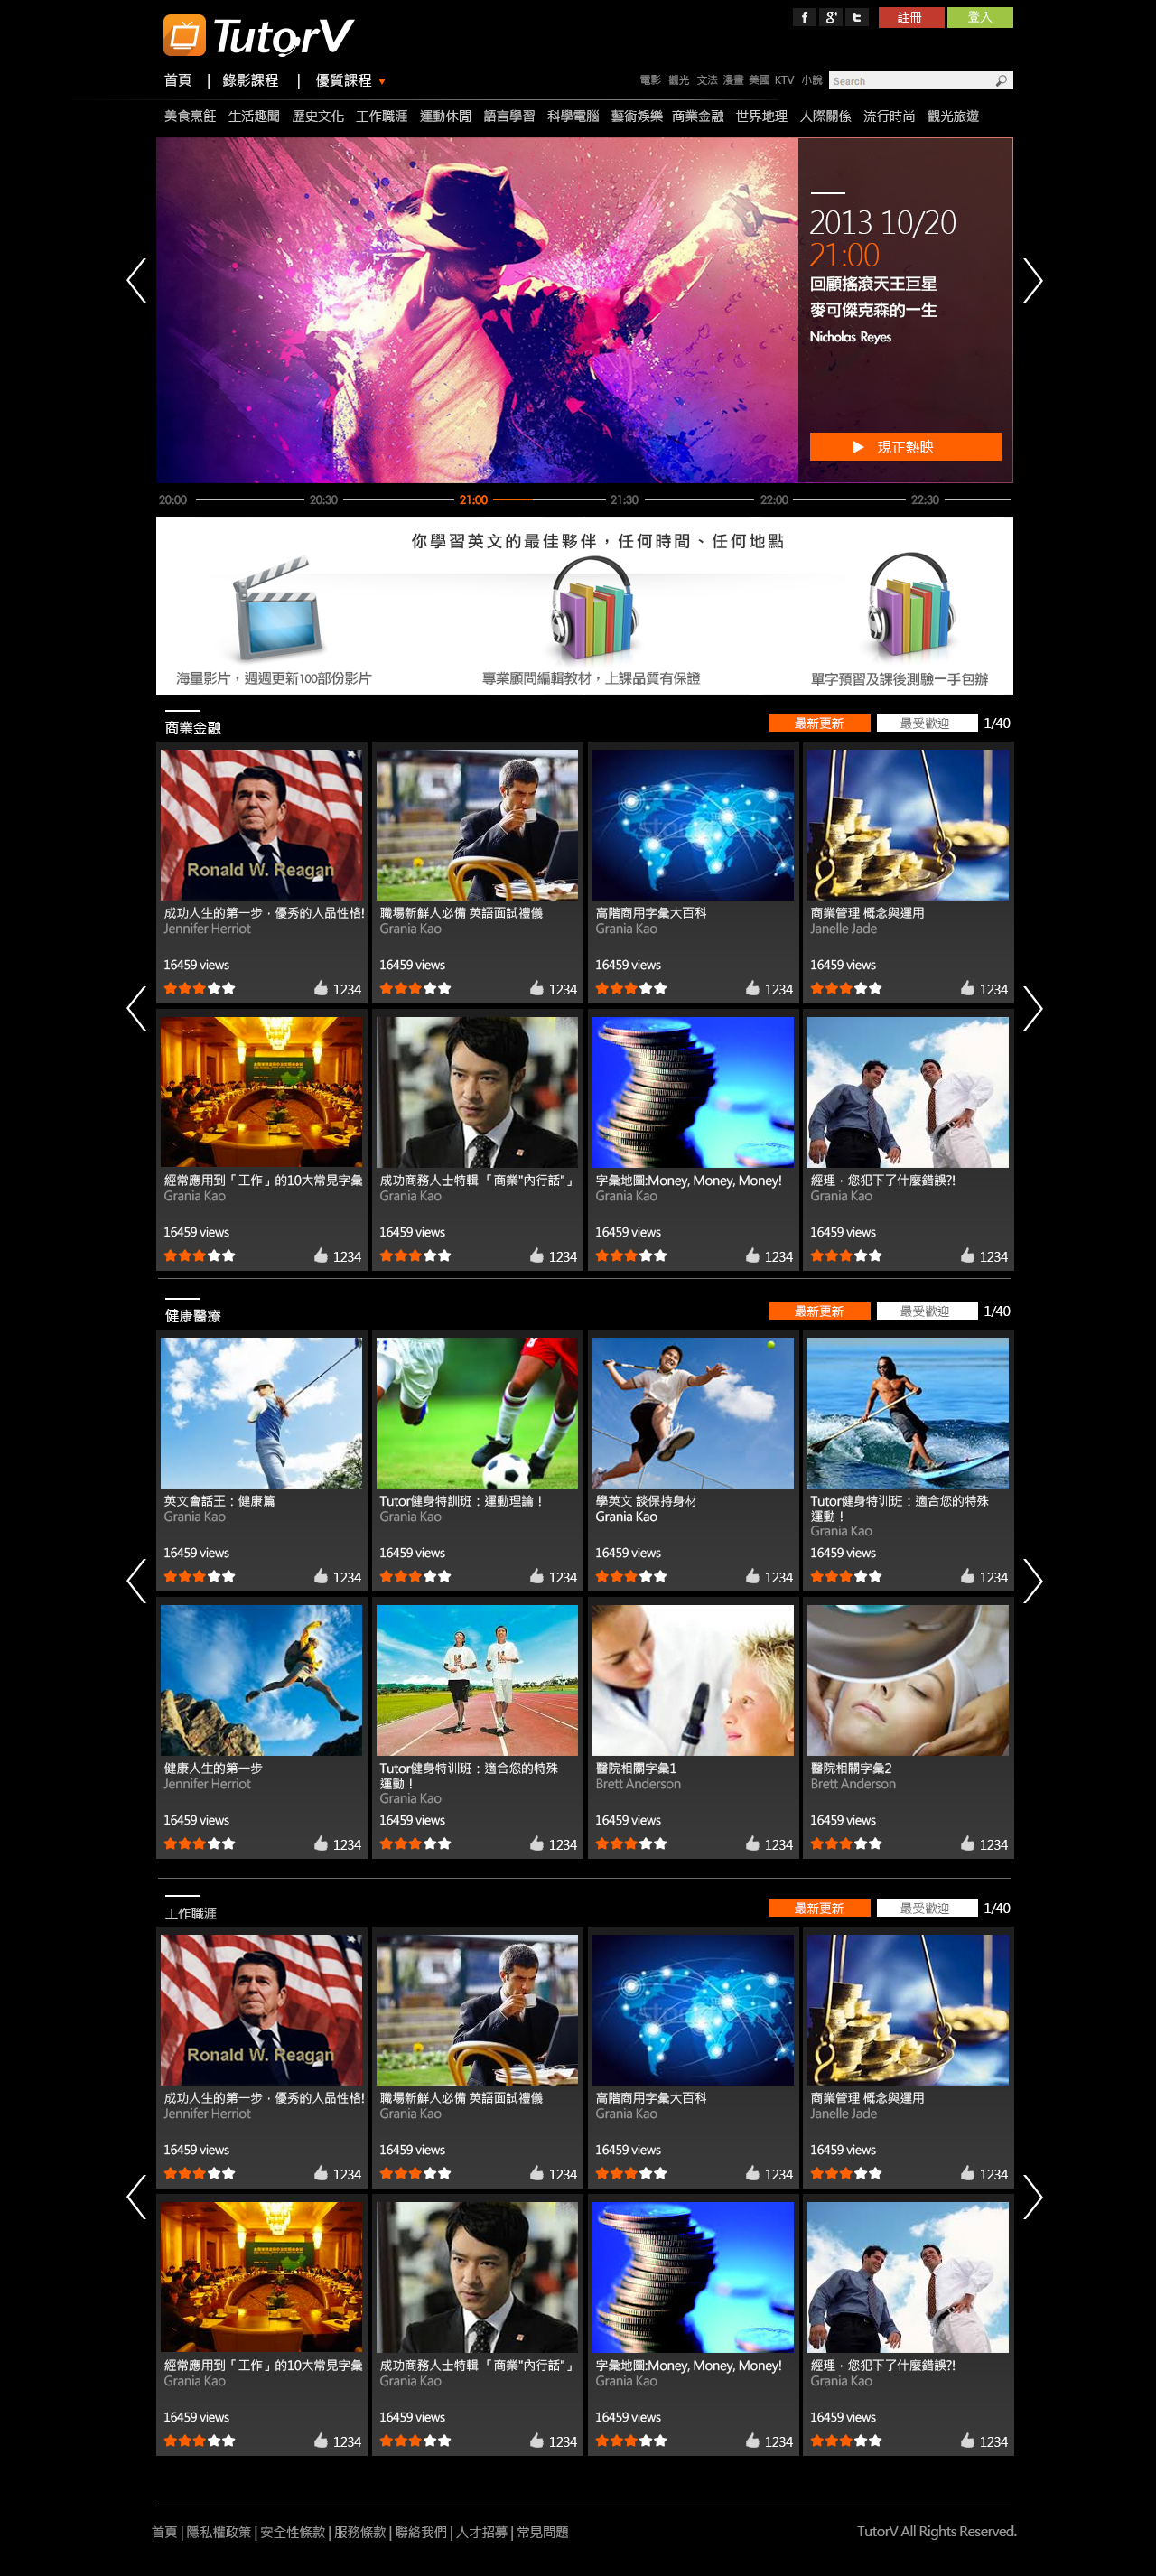 TutorV
註冊 登入
首頁 | 錄影課程 | 優質課程
電影 觀光 文法 漫畫 美國 KTV 小說 Search
美食烹飪 生活趣聞 歷史文化 工作職涯 運動休閒 語言學習 科學電腦 藝術娛樂 商業金融 世界地理 人際關係 流行時尚 觀光旅遊
2013 10/20
21:00
回顧搖滾天王巨星
麥可傑克森的一生
Nicholas Reyes
現正熱映
20:00 20:30 21:00 21:30 22:00 22:30
你學習英文的最佳夥伴，任何時間、任何地點
海量影片，週週更新100部份影片 專業顧問編輯教材，上課品質有保證 單字預習及課後測驗一手包辦
商業金融 最新更新 最受歡迎 1/40
Ronald W. Reagan
成功人生的第一步，優秀的人品性格! 職場新鮮人必備 英語面試禮儀 高階商用字彙大百科 商業管理 概念與運用
Jennifer Herriot Grania Kao Grania Kao Janelle Jade
16459 views 16459 views 16459 views 16459 views
1234 1234 1234 1234
經常應用到「工作」的10大常見字彙 成功商務人士特輯「商業"內行話"」 字彙地圖:Money, Money, Money! 經理，您犯下了什麼錯誤?!
Grania Kao Grania Kao Grania Kao Grania Kao
16459 views 16459 views 16459 views 16459 views
1234 1234 1234 1234
健康醫療 最新更新 最受歡迎 1/40
英文會話王：健康篇 Tutor健身特訓班：運動理論！ 學英文 談保持身材 Tutor健身特训班：適合您的特殊
運動！
Grania Kao Grania Kao Grania Kao Grania Kao
16459 views 16459 views 16459 views 16459 views
1234 1234 1234 1234
健康人生的第一步 Tutor健身特训班：適合您的特殊 醫院相關字彙1 醫院相關字彙2
運動！
Jennifer Herriot Grania Kao Brett Anderson Brett Anderson
16459 views 16459 views 16459 views 16459 views
1234 1234 1234 1234
工作職涯 最新更新 最受歡迎 1/40
Ronald W. Reagan
成功人生的第一步，優秀的人品性格! 職場新鮮人必備 英語面試禮儀 高階商用字彙大百科 商業管理 概念與運用
Jennifer Herriot Grania Kao Grania Kao Janelle Jade
16459 views 16459 views 16459 views 16459 views
1234 1234 1234 1234
經常應用到「工作」的10大常見字彙 成功商務人士特輯「商業"內行話"」 字彙地圖:Money, Money, Money! 經理，您犯下了什麼錯誤?!
Grania Kao Grania Kao Grania Kao Grania Kao
16459 views 16459 views 16459 views 16459 views
1234 1234 1234 1234
首頁 | 隱私權政策 | 安全性條款 | 服務條款 | 聯絡我們 | 人才招募 | 常見問題 TutorV All Rights Reserved.